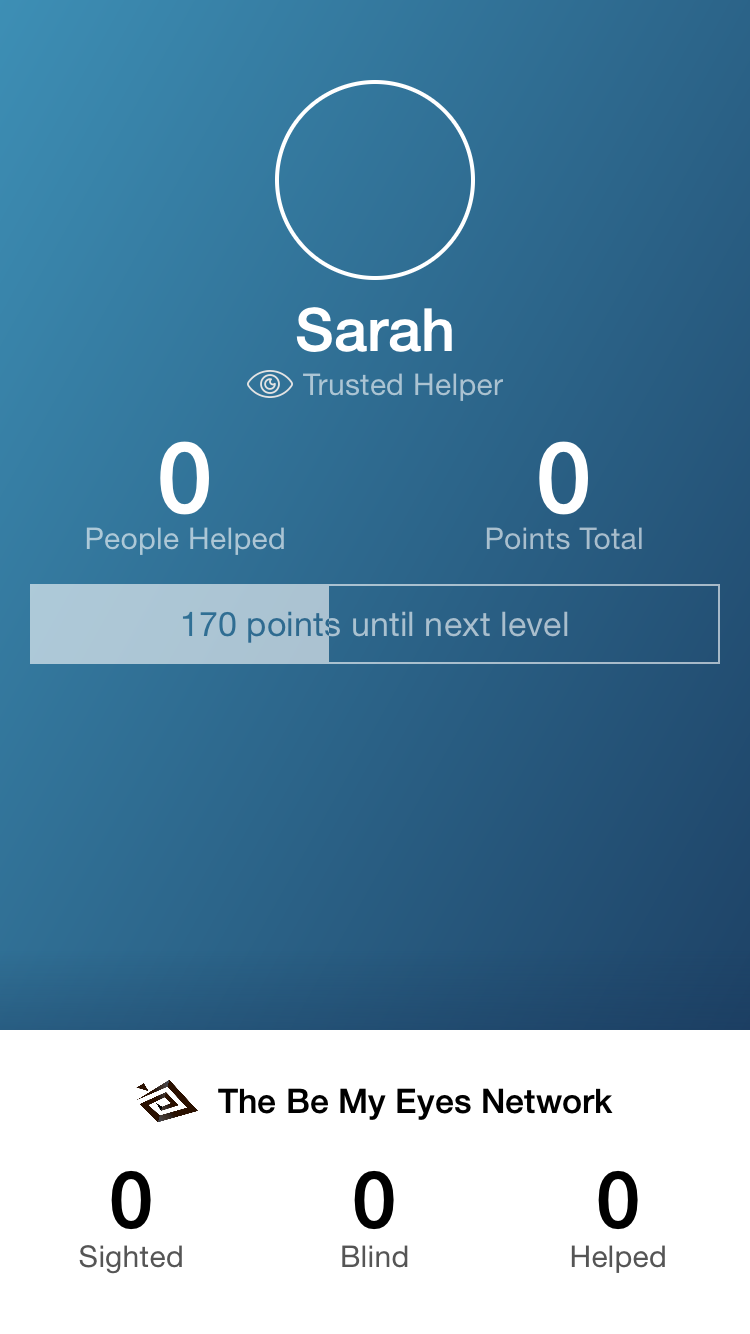 Sarah
Trusted Helper
0 0
People Helped Points Total
170 points until next level
The Be My Eyes Network
0 0 0
Sighted Blind Helped